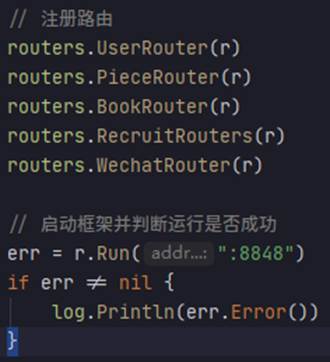 // 注册路由
routers.UserRouter(r)
routers.PieceRouter(r)
routers.BookRouter(r)
routers.RecruitRouters(r)
routers.WechatRouter(r)
// 启动框架并判断运行是否成功
err = r.Run( addr...: ":8848")
if err ≠ nil {
log.Println(err.Error())
}